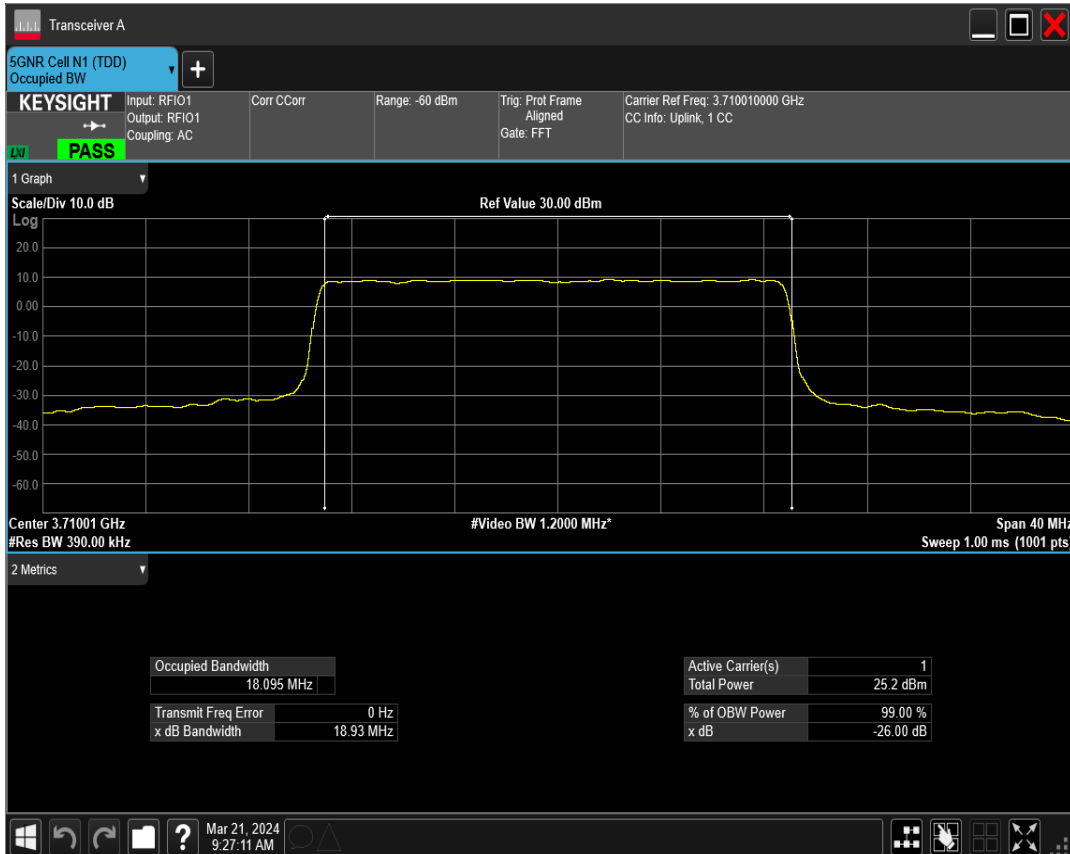 Transceiver A
5GNR Cell N1 (TDD)
Occupied BW
+
KEYSIGHT
LXI
PASS
Input: RFIO1
Output: RFIO1
Coupling: AC
Corr CCorr
Range: -60 dBm
Trig: Prot Frame
Aligned
Gate: FFT
Carrier Ref Freq: 3.710010000 GHz
CC Info: Uplink, 1 CC
1 Graph
Scale/Div 10.0 dB
Ref Value 30.00 dBm
Log
20.0
10.0
0.00
-10.0
-20.0
-30.0
-40.0
-50.0
-60.0
Center 3.71001 GHz
#Video BW 1.2000 MHz*
Span 40 MHz
#Res BW 390.00 kHz
Sweep 1.00 ms (1001 pts)
2 Metrics
Occupied Bandwidth
18.095 MHz
Transmit Freq Error 0 Hz
x dB Bandwidth 18.93 MHz
Active Carrier(s) 1
Total Power 25.2 dBm
% of OBW Power 99.00 %
x dB -26.00 dB
?
Mar 21, 2024
9:27:11 AM